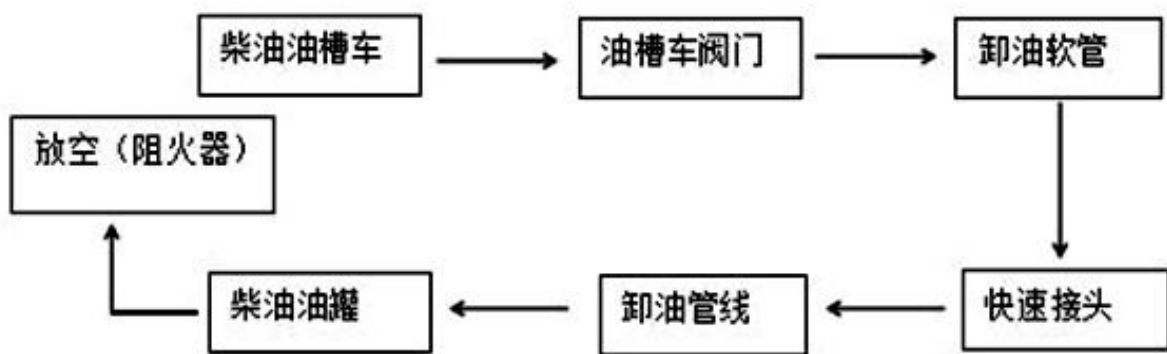 柴油油槽车
油槽车阀门
卸油软管
快速接头
卸油管线
柴油油罐
放空（阻火器）